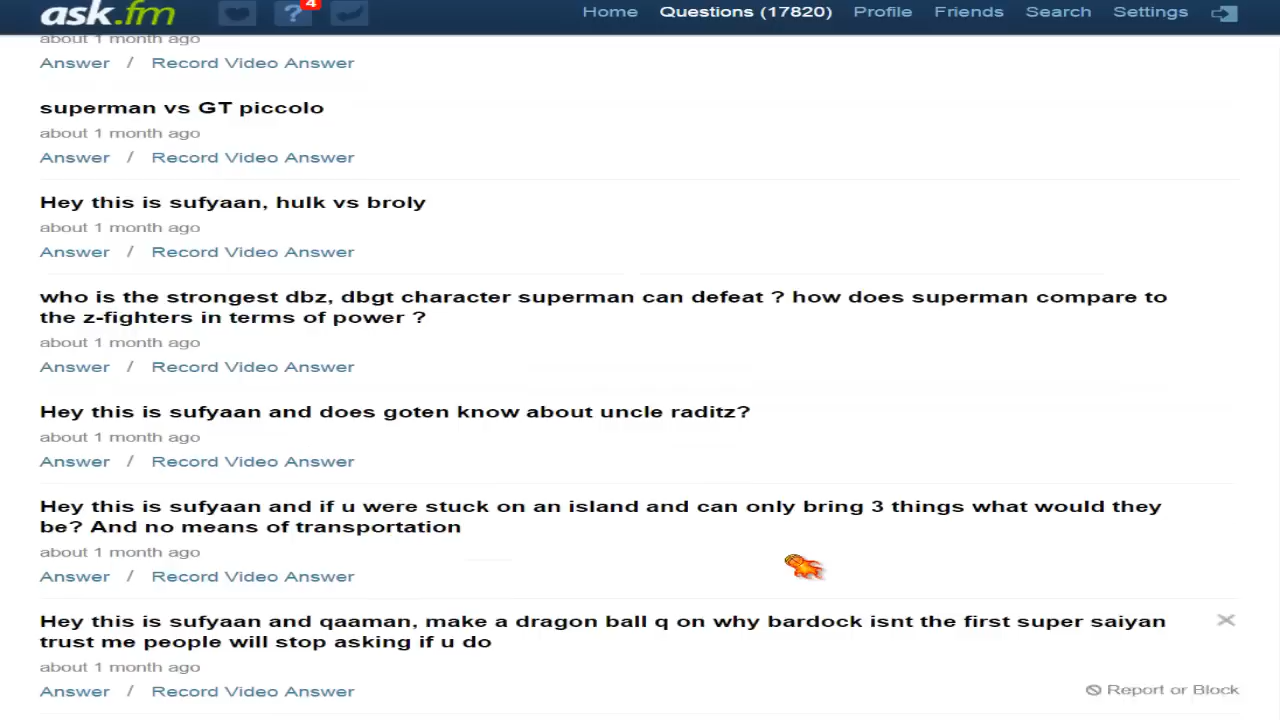 ask.fm 4 Home Questions (17820) Profile Friends Search Settings
about 1 month ago
Answer / Record Video Answer
superman vs GT piccolo
about 1 month ago
Answer / Record Video Answer
Hey this is sufyaan, hulk vs broly
about 1 month ago
Answer / Record Video Answer
who is the strongest dbz, dbgt character superman can defeat ? how does superman compare to
the z-fighters in terms of power ?
about 1 month ago
Answer / Record Video Answer
Hey this is sufyaan and does goten know about uncle raditz?
about 1 month ago
Answer / Record Video Answer
Hey this is sufyaan and if u were stuck on an island and can only bring 3 things what would they
be? And no means of transportation
about 1 month ago
Answer / Record Video Answer
Hey this is sufyaan and qaaman, make a dragon ball q on why bardock isnt the first super saiyan
trust me people will stop asking if u do
about 1 month ago
Answer / Record Video Answer Report or Block